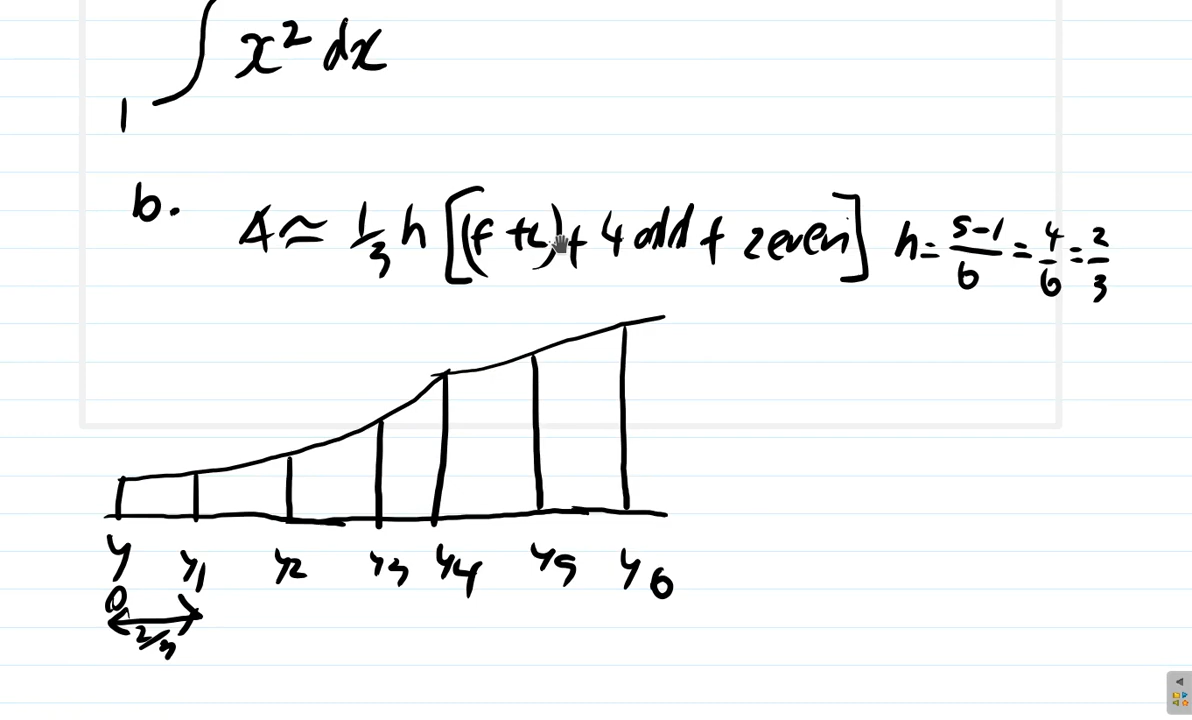 ∫ x² dx
1
b. A ≃ 1/3 h [(f + L) + 4 odd + 2 even] h = 5-1/6 = 4/6 = 2/3
y0 y1 y2 y3 y4 y5 y6
2/3